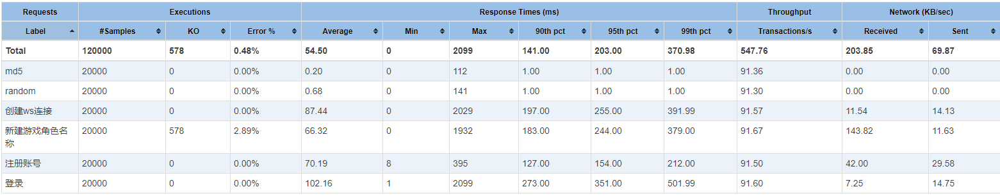 Requests Executions Response Times (ms) Throughput Network (KB/sec)
Label #Samples KO Error % Average Min Max 90th pct 95th pct 99th pct Transactions/s Received Sent
Total 120000 578 0.48% 54.50 0 2099 141.00 203.00 370.98 547.76 203.85 69.87
md5 20000 0 0.00% 0.20 0 112 1.00 1.00 1.00 91.36 0.00 0.00
random 20000 0 0.00% 0.68 0 141 1.00 1.00 1.00 91.30 0.00 0.00
创建ws连接 20000 0 0.00% 87.44 0 2029 197.00 255.00 391.99 91.57 11.54 14.13
新建游戏角色名 20000 578 2.89% 66.32 0 1932 183.00 244.00 379.00 91.67 143.82 11.63
称
注册账号 20000 0 0.00% 70.19 8 395 127.00 154.00 212.00 91.50 42.00 29.58
登录 20000 0 0.00% 102.16 1 2099 273.00 351.00 501.99 91.60 7.25 14.75